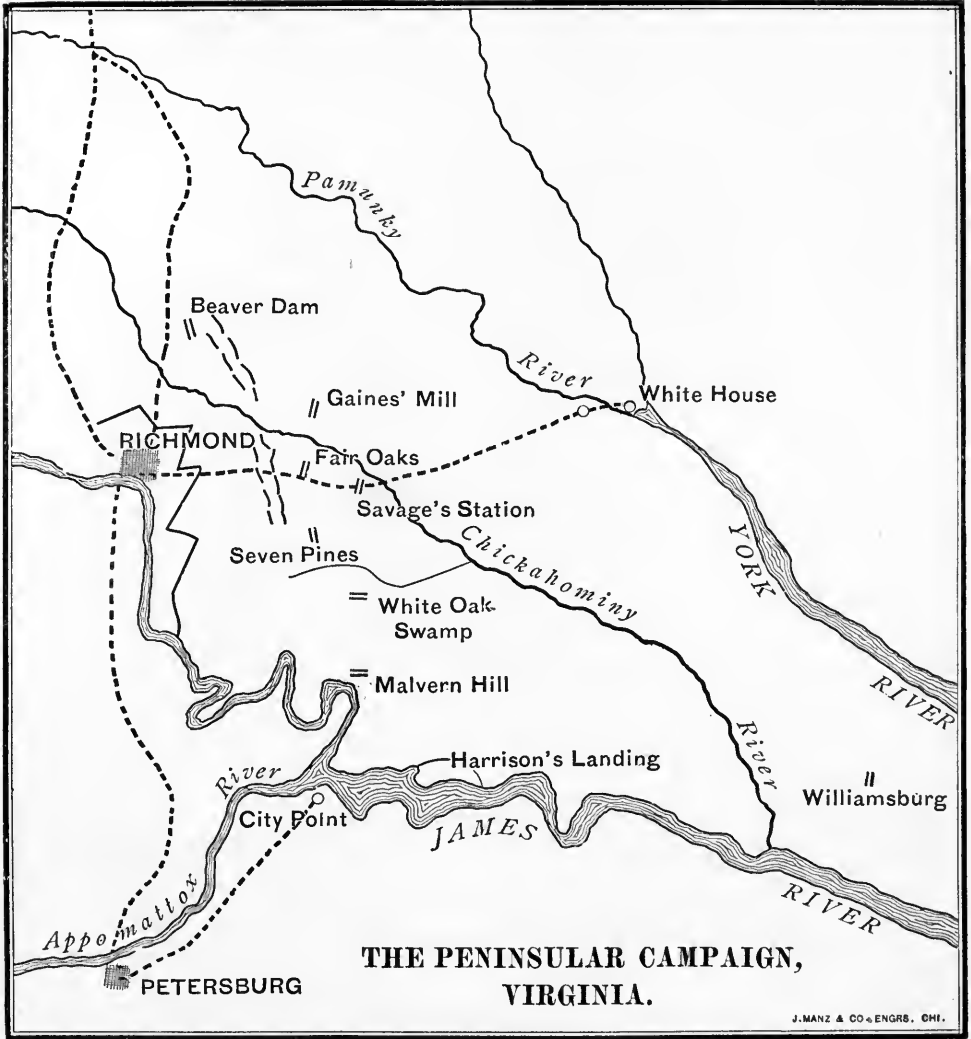 Pamunky
Beaver Dam
River
White House
Gaines' Mill
RICHMOND
Fair Oaks
Savage's Station
Seven Pines
Chickahominy
YORK
White Oak
Swamp
Malvern Hill
RIVER
River
River
Harrison's Landing
Williamsburg
City Point
JAMES
RIVER
Appomattox
PETERSBURG
THE PENINSULAR CAMPAIGN,
VIRGINIA.
J. MANZ & CO. ENGRS. CHI.